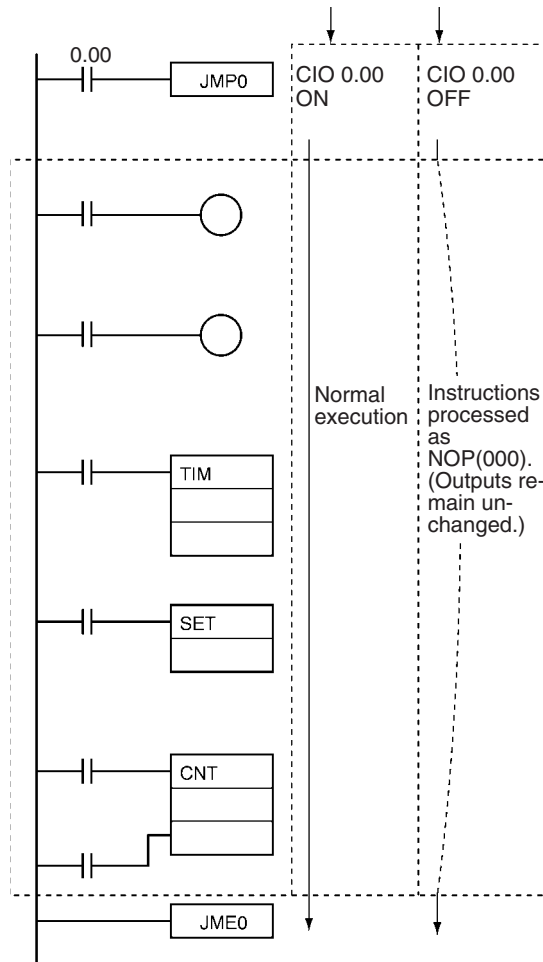 0.00
JMP0
CIO 0.00
ON
CIO 0.00
OFF
Normal
execution
Instructions
processed
as
NOP(000).
(Outputs re-
main un-
changed.)
TIM
SET
CNT
JME0